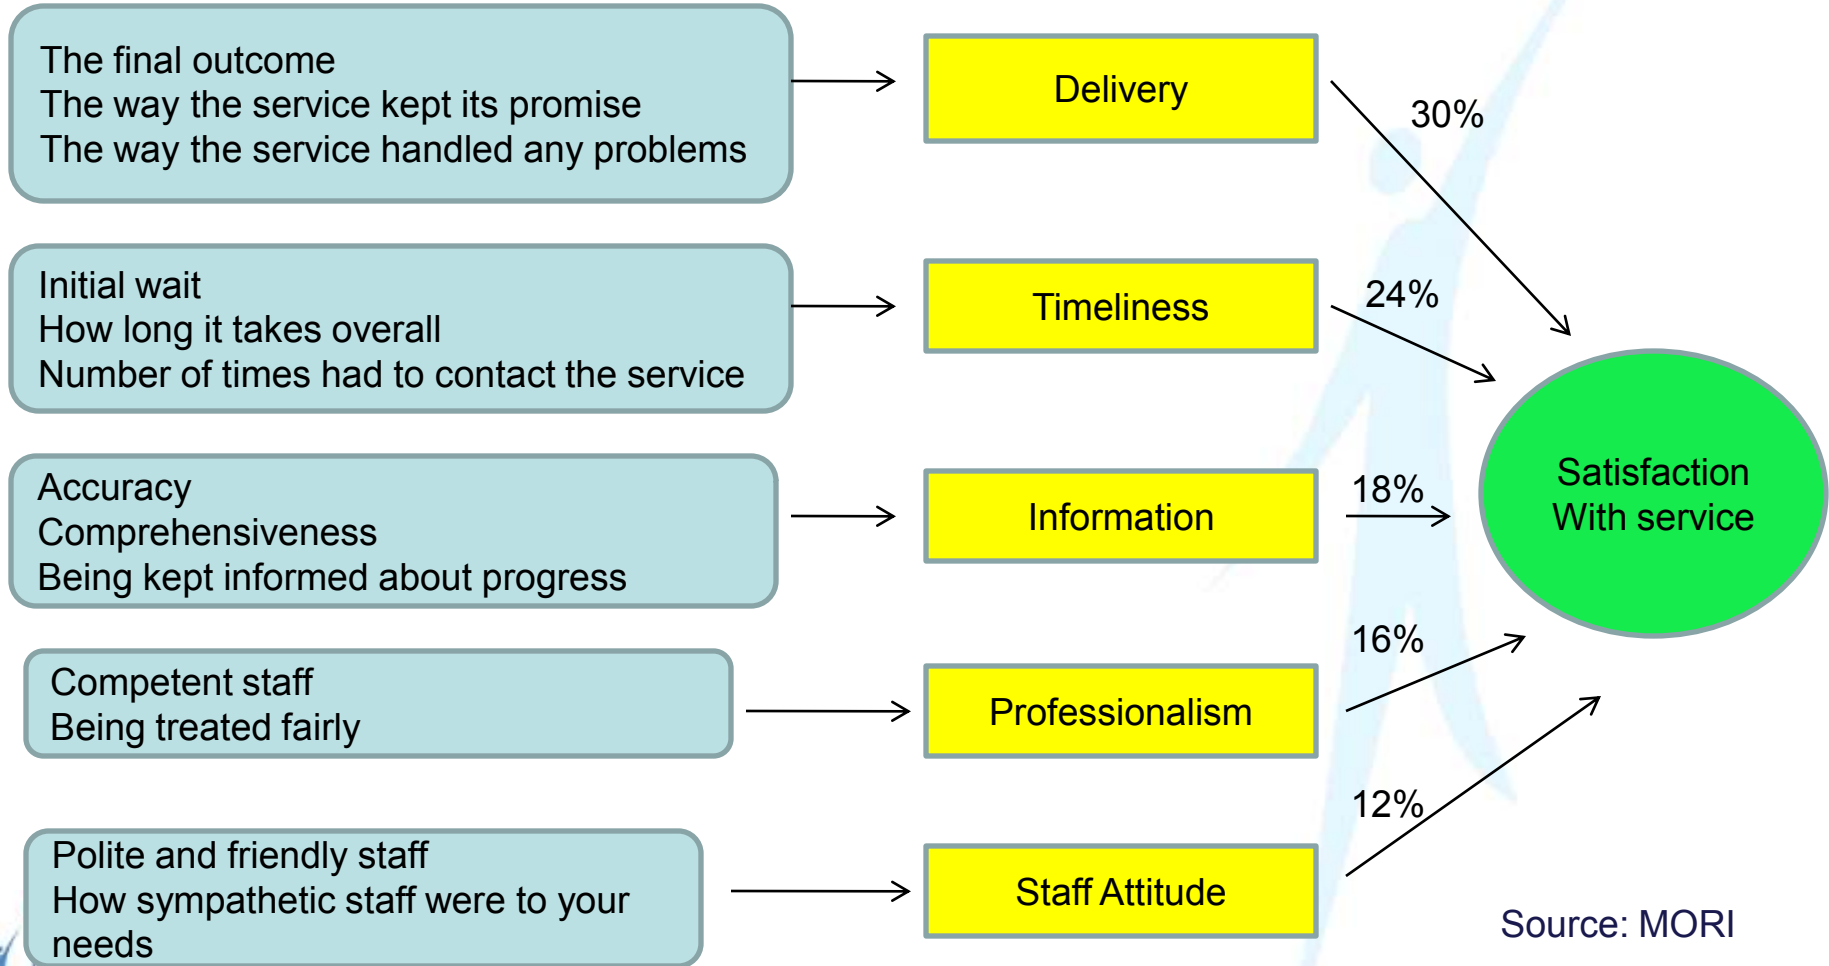 The final outcome
The way the service kept its promise
The way the service handled any problems
Delivery
30%
Initial wait
How long it takes overall
Number of times had to contact the service
Timeliness
24%
Accuracy
Comprehensiveness
Being kept informed about progress
Information
18%
Satisfaction
With service
Competent staff
Being treated fairly
Professionalism
16%
Polite and friendly staff
How sympathetic staff were to your
needs
Staff Attitude
12%
Source: MORI